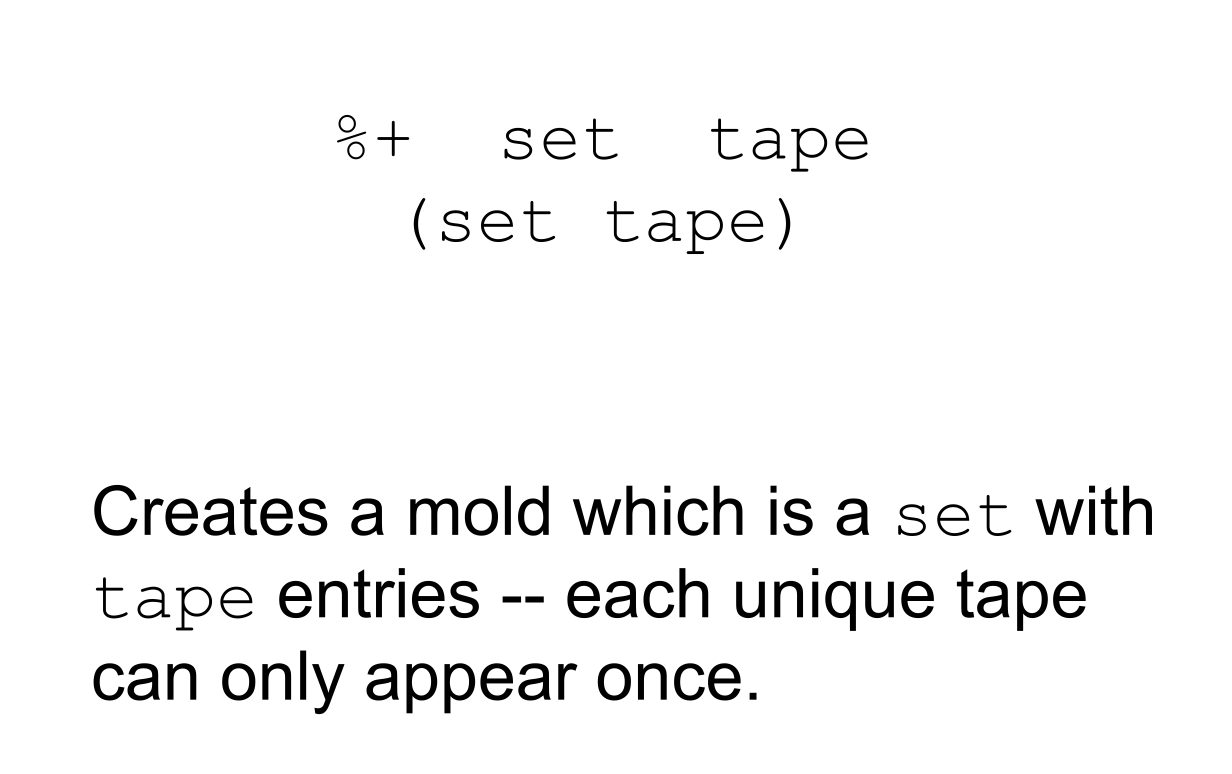 %+  set  tape
(set tape)
Creates a mold which is a set with
tape entries -- each unique tape
can only appear once.